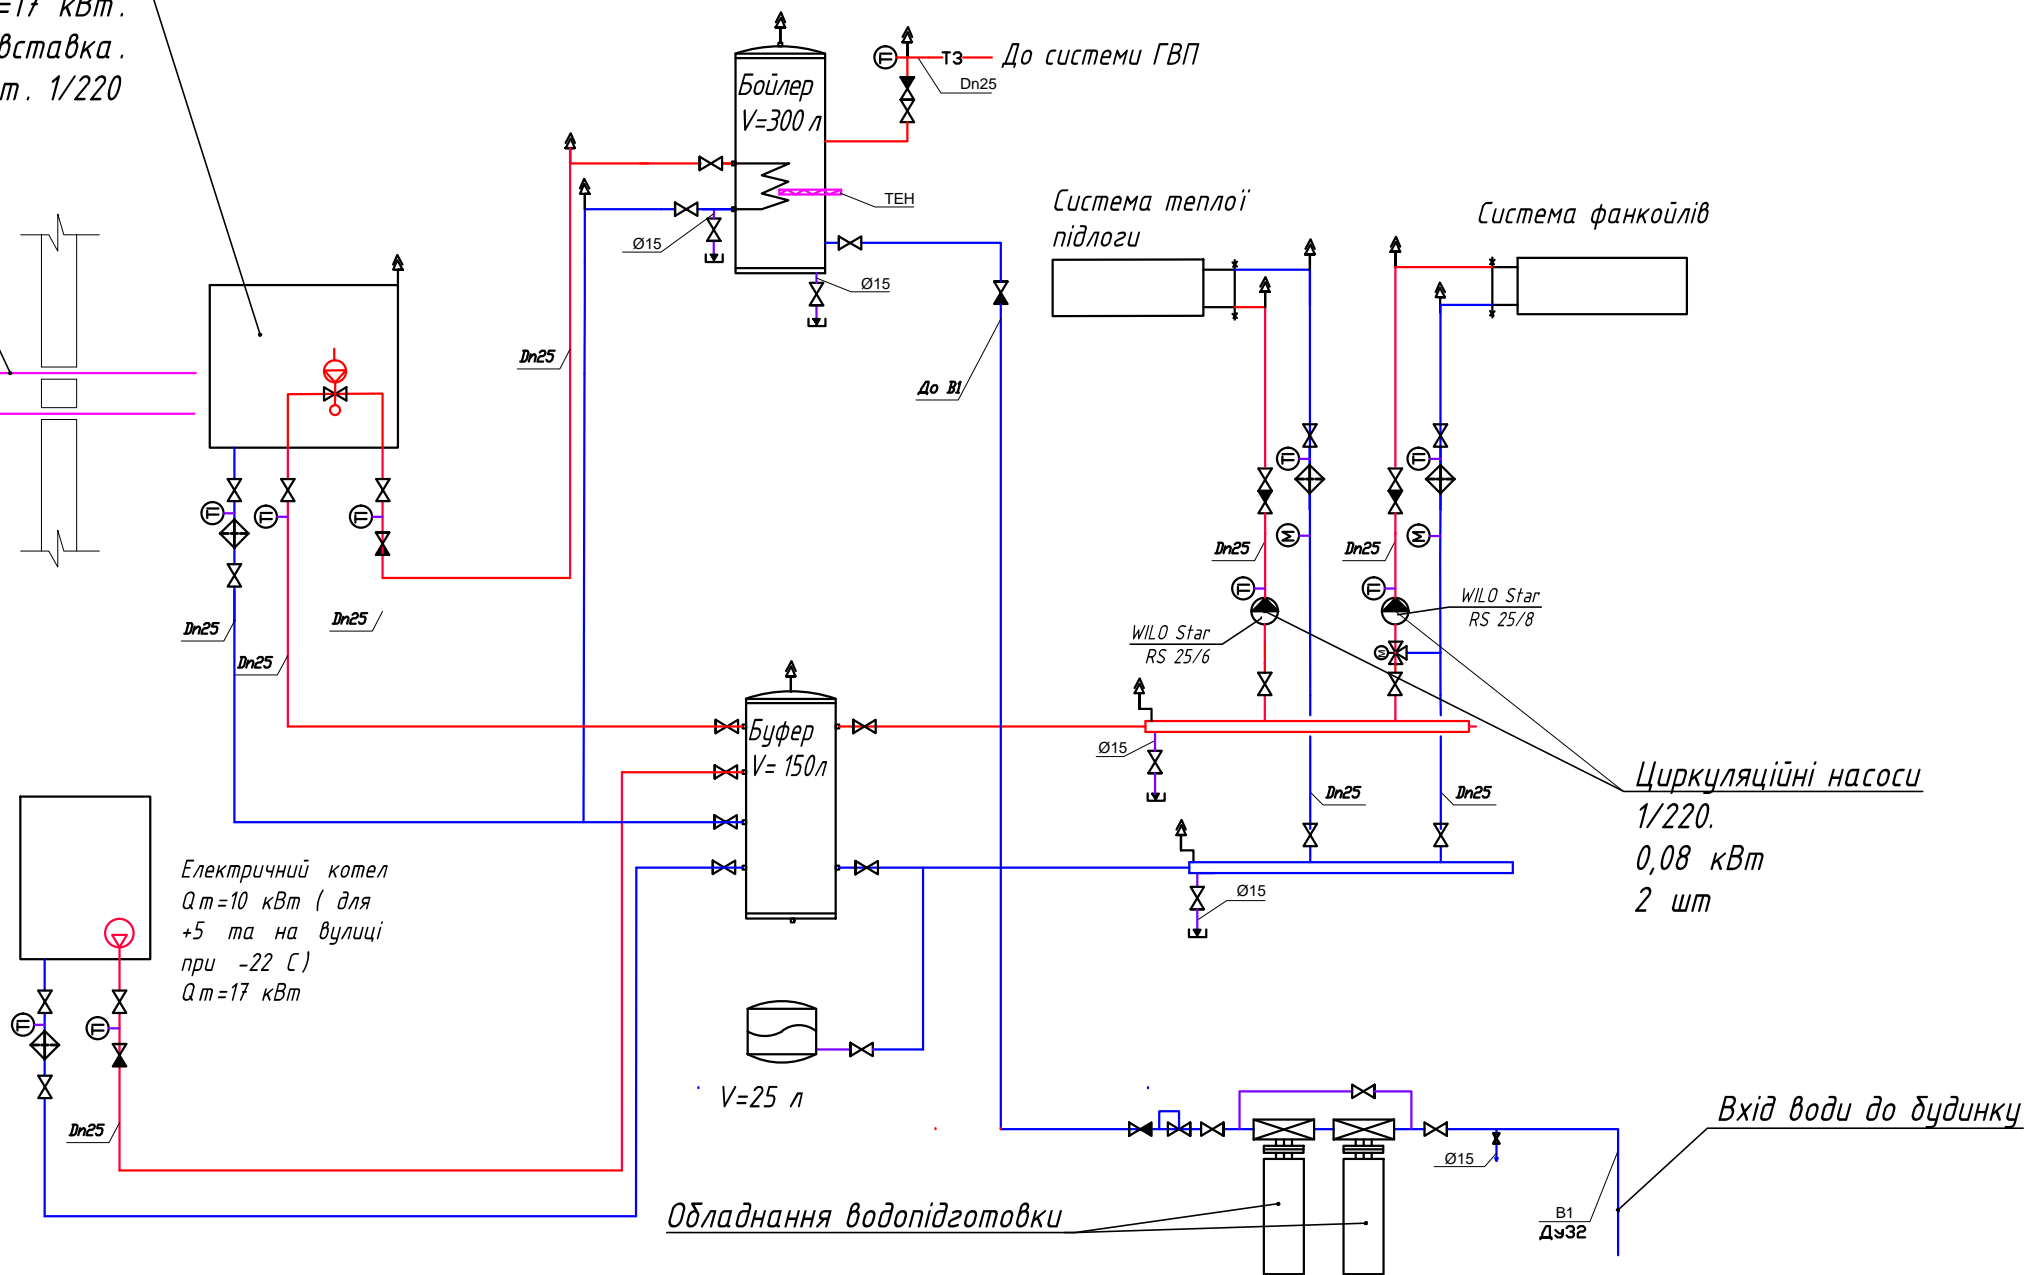 =17 кВт.
вставка.
т. 1/220
Бойлер
V=300 л
П
Т3
До системи ГВП
Dn25
ТЕН
Ø15
Ø15
Система теплої
підлоги
Система фанкойлів
Dn25
До В1
П
П
П
П
П
Dn25
Dn25
М
М
П
П
WILO Star
RS 25/6
WILO Star
RS 25/8
М
Dn25
Dn25
Dn25
Буфер
V= 150л
Ø15
Dn25
Dn25
Циркуляційні насоси
1/220.
0,08 кВт
2 шт
Електричний котел
Qт=10 кВт ( для
+5 та на вулиці
при -22 С)
Qт=17 кВт
Ø15
П
П
Dn25
V=25 л
Вхід води до будинку
Ø15
Обладнання водопідготовки
В1
Ду32